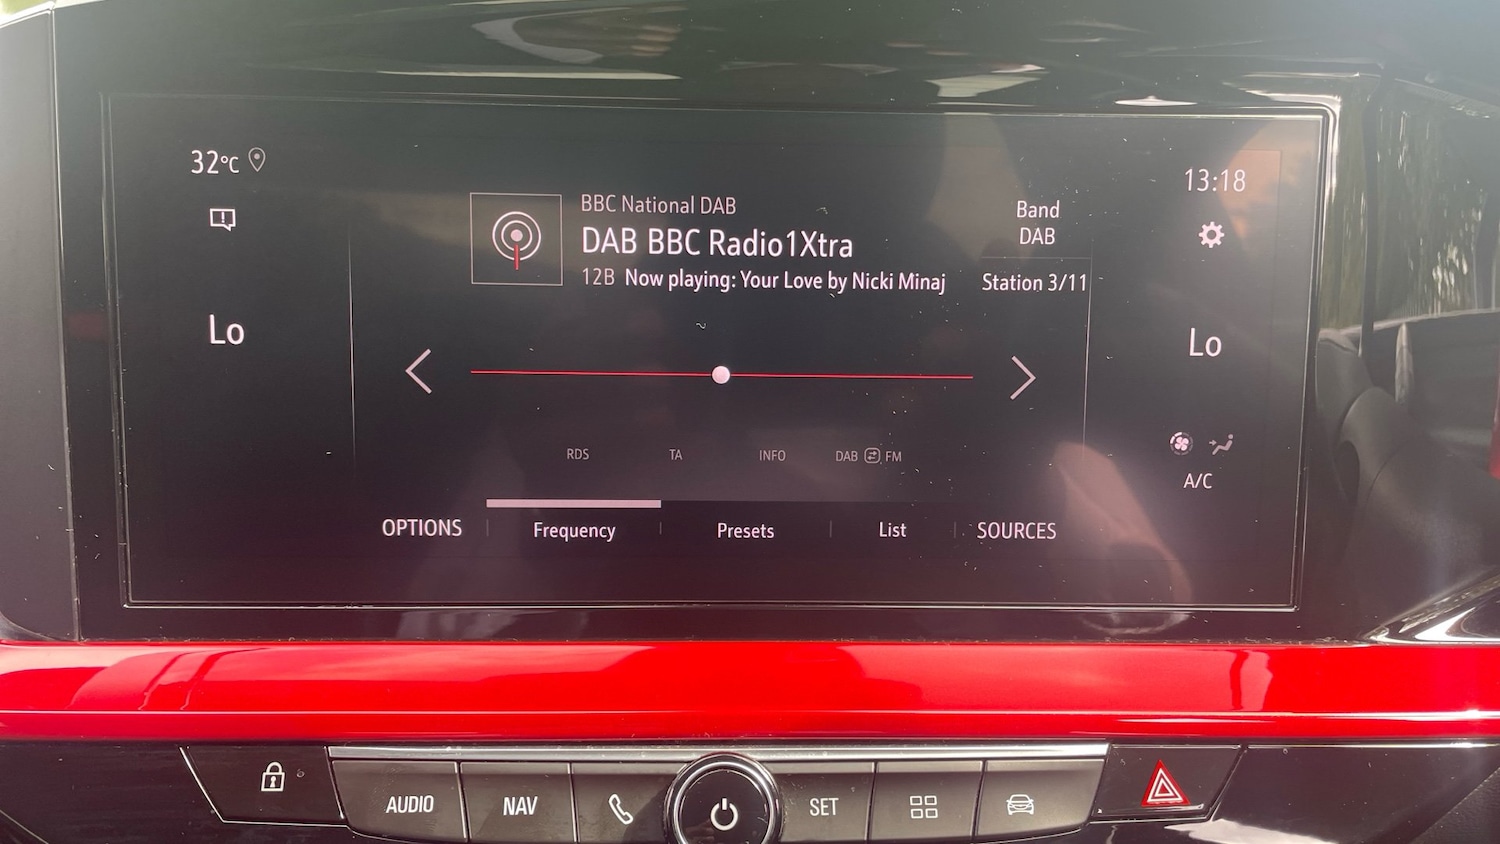 32°C
13:18
BBC National DAB
DAB BBC Radio1Xtra
12B Now playing: Your Love by Nicki Minaj
Band
DAB
Station 3/11
Lo
Lo
RDS TA INFO DAB FM
A/C
OPTIONS Frequency Presets List SOURCES
AUDIO NAV SET